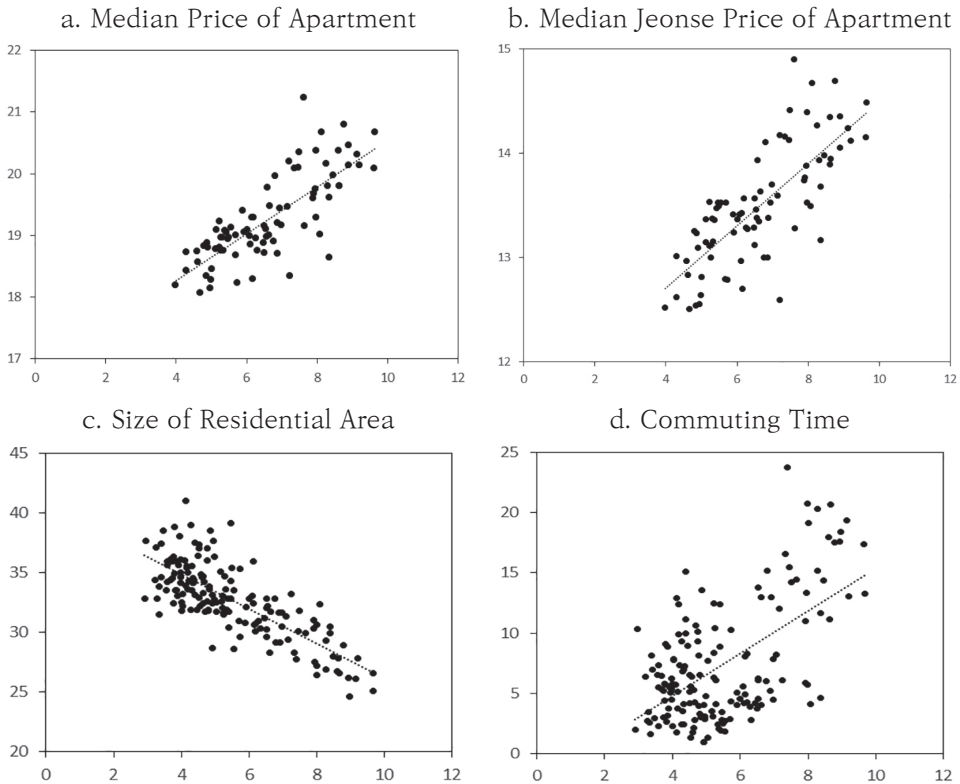 a. Median Price of Apartment
22
21
20
19
18
17
0 2 4 6 8 10 12
b. Median Jeonse Price of Apartment
15
14
13
12
0 2 4 6 8 10 12
c. Size of Residential Area
45
40
35
30
25
20
0 2 4 6 8 10 12
d. Commuting Time
25
20
15
10
5
0
0 2 4 6 8 10 12